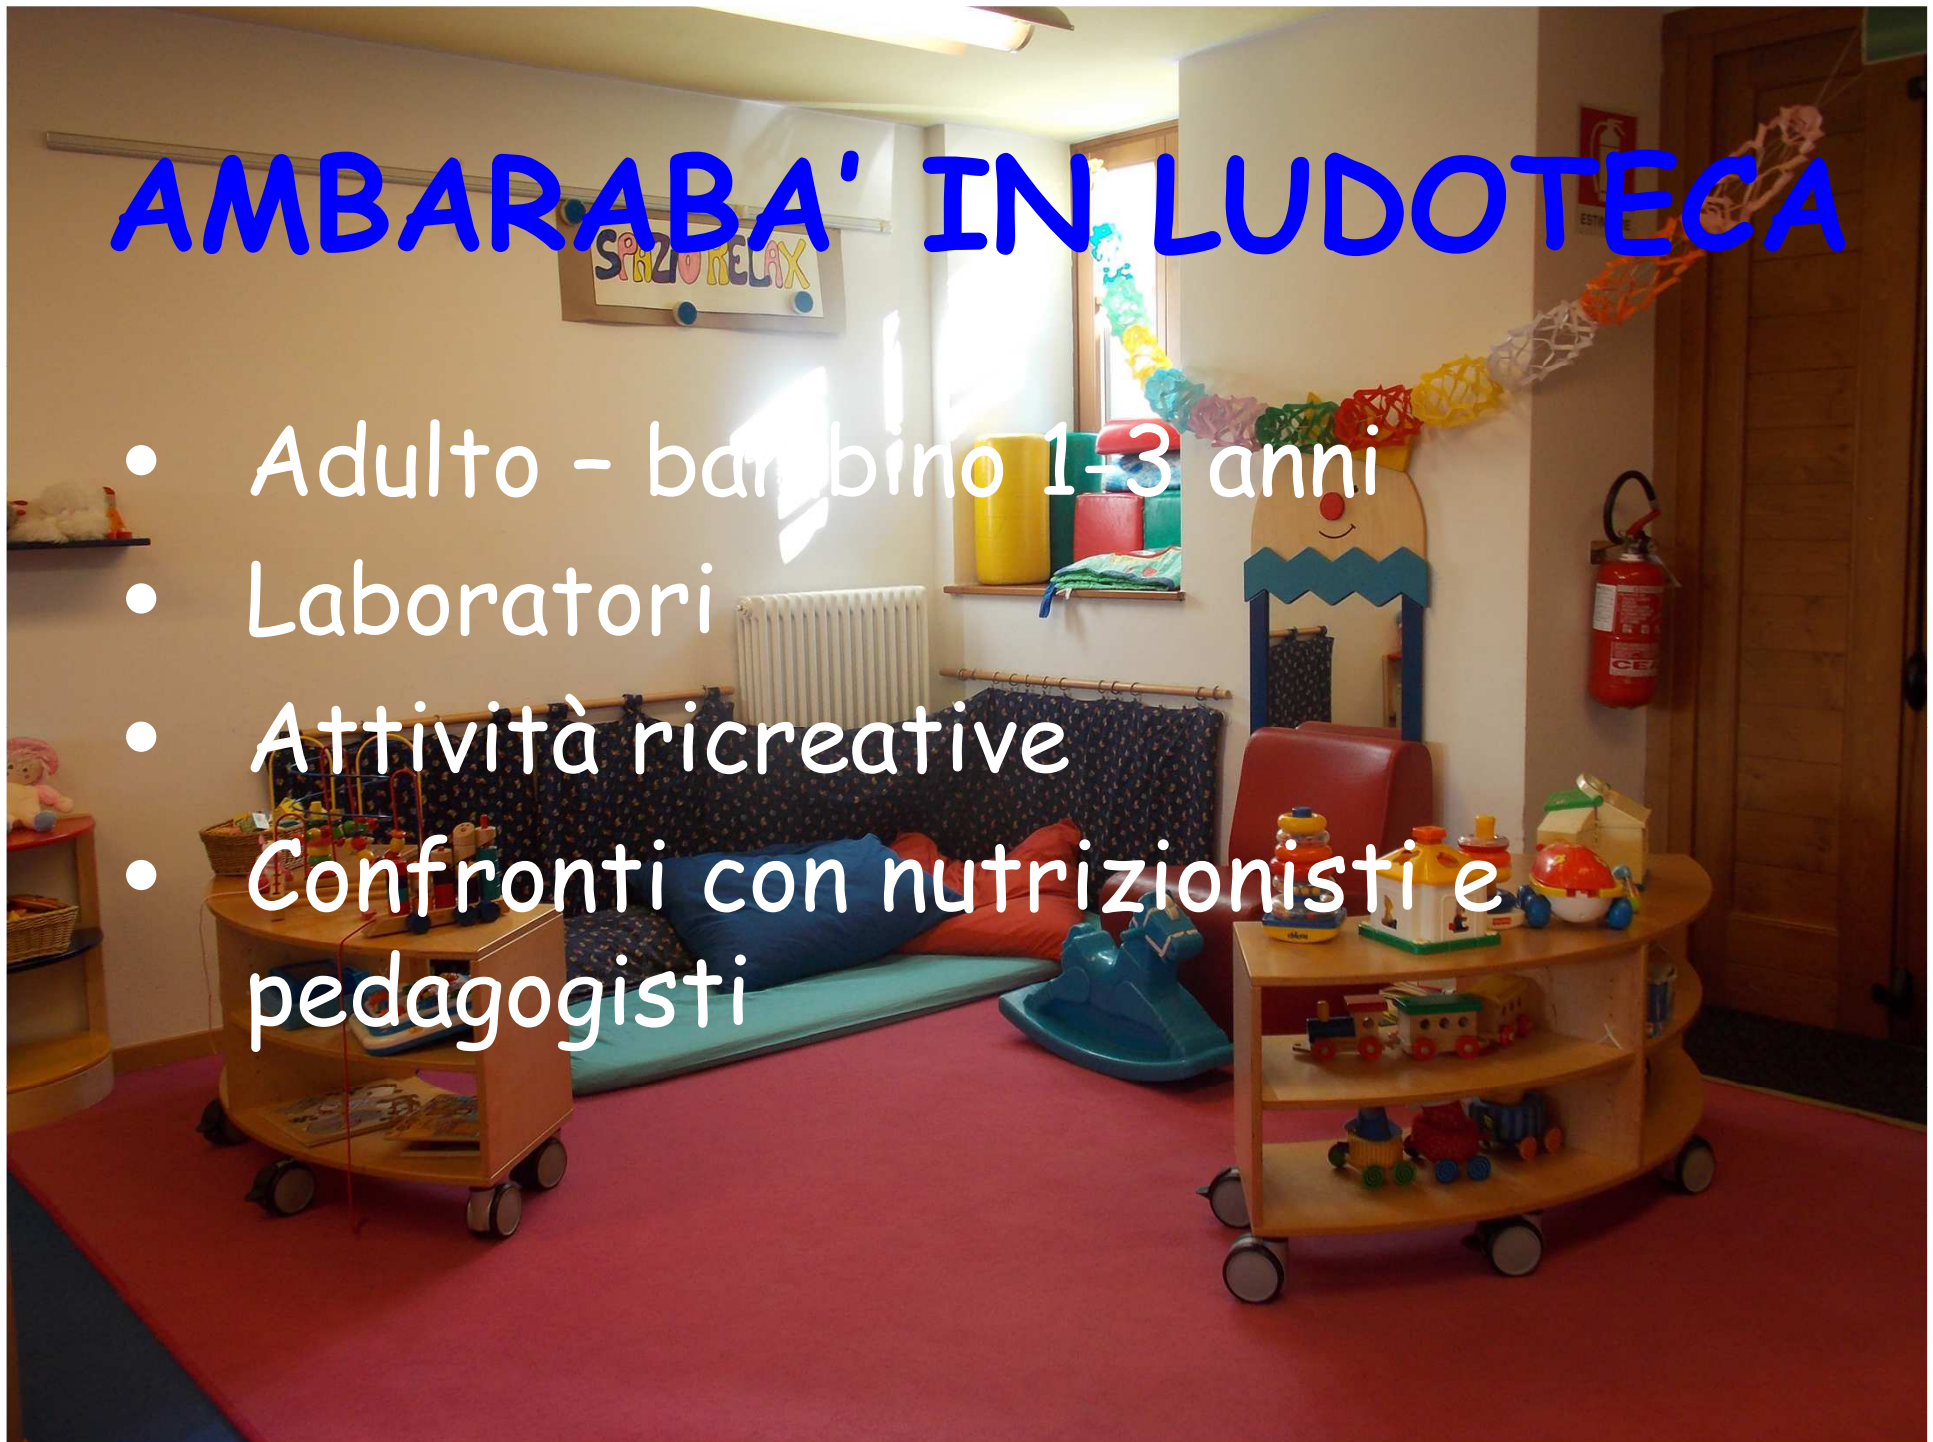 AMBARABA’ IN LUDOTECA
SPAZIO RELAX
• Adulto – bambino 1-3 anni
• Laboratori
• Attività ricreative
• Confronti con nutrizionisti e
pedagogisti